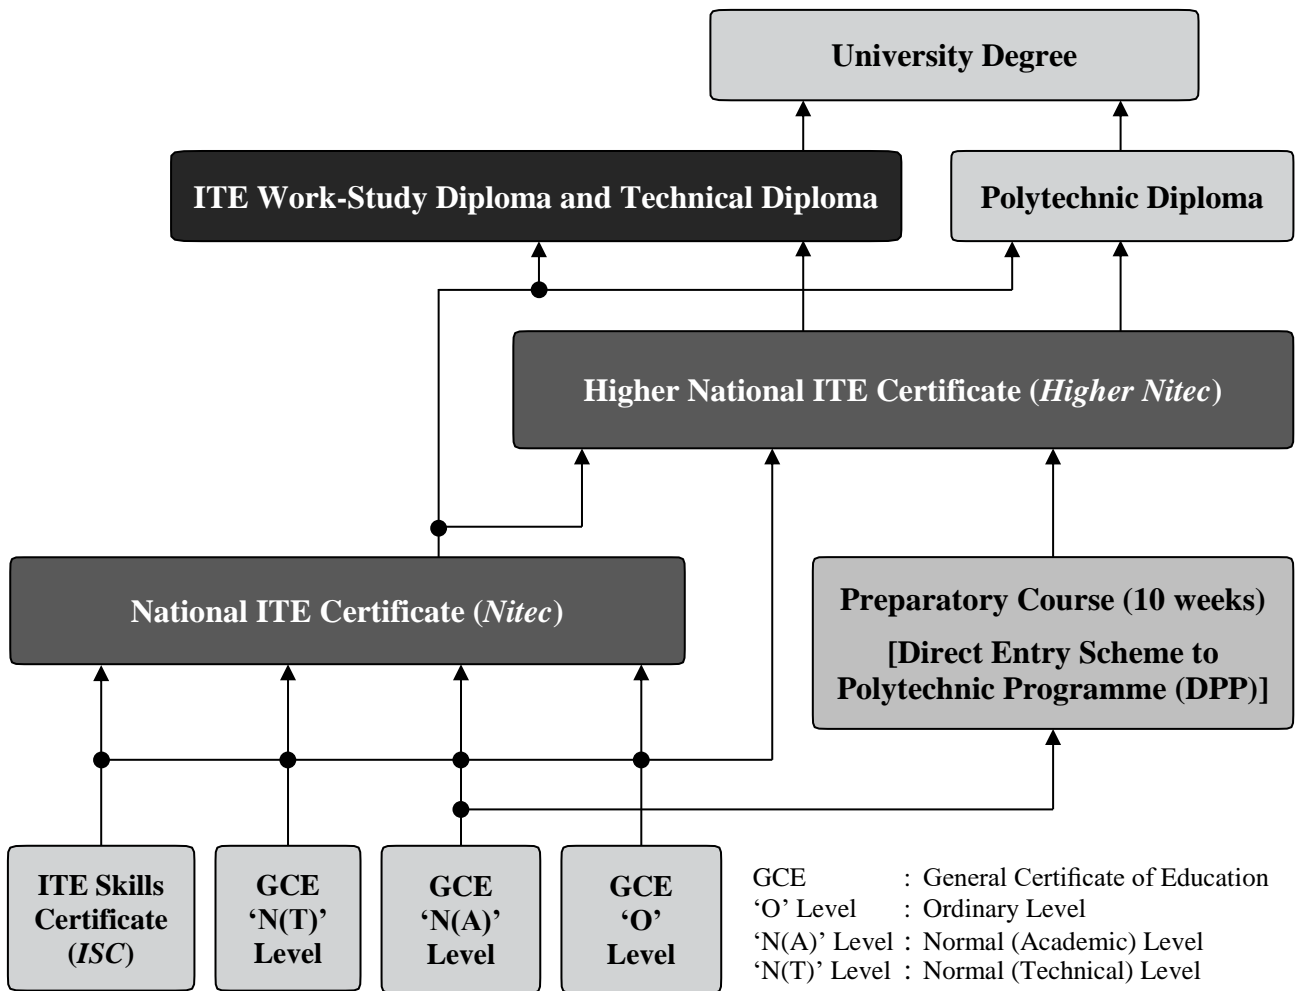 University Degree
ITE Work-Study Diploma and Technical Diploma
Polytechnic Diploma
Higher National ITE Certificate (Higher Nitec)
National ITE Certificate (Nitec)
Preparatory Course (10 weeks)
[Direct Entry Scheme to
Polytechnic Programme (DPP)]
ITE Skills
Certificate
(ISC)
GCE
‘N(T)’
Level
GCE
‘N(A)’
Level
GCE
‘O’
Level
GCE : General Certificate of Education
‘O’ Level : Ordinary Level
‘N(A)’ Level : Normal (Academic) Level
‘N(T)’ Level : Normal (Technical) Level